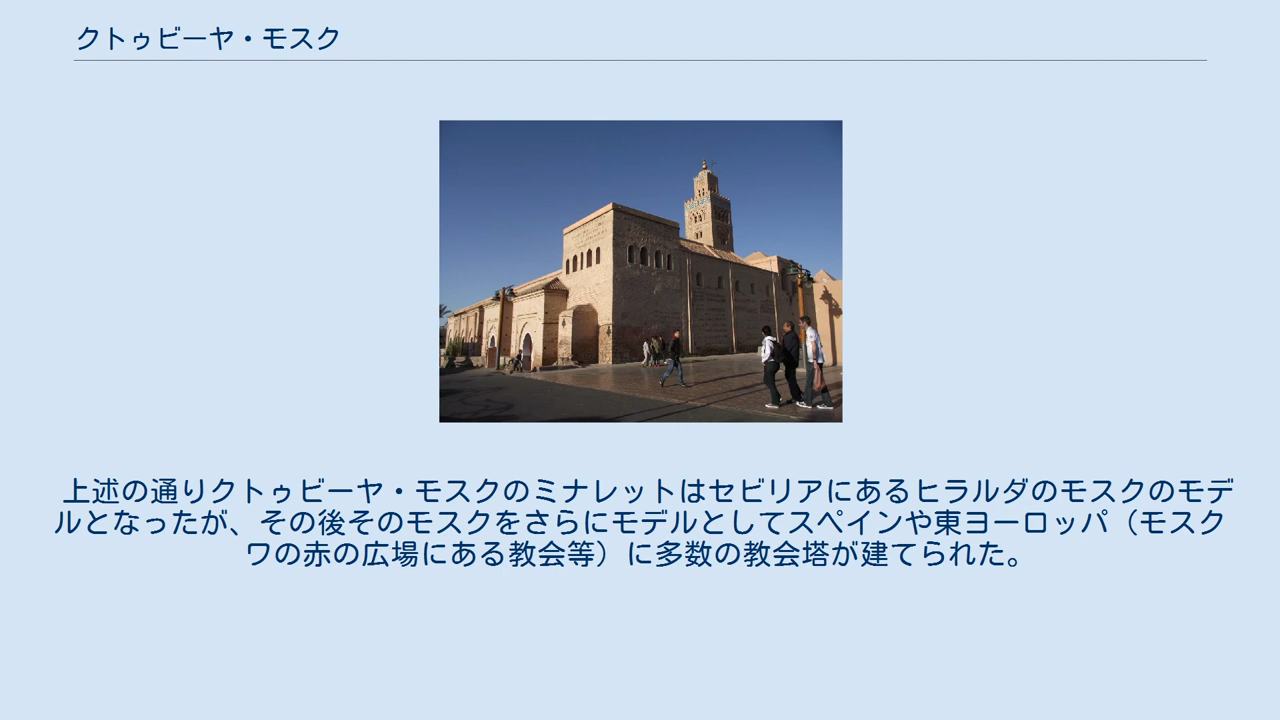 クトゥビーヤ・モスク
上述の通りクトゥビーヤ・モスクのミナレットはセビリアにあるヒラルダのモスクのモデ
ルとなったが、その後そのモスクをさらにモデルとしてスペインや東ヨーロッパ（モスク
ワの赤の広場にある教会等）に多数の教会塔が建てられた。